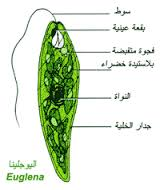 سوط
بقعة عينية
فجوة متقبضة
بلاستيدة خضراء
النواة
جدار الخلية
اليوجلينا
Euglena